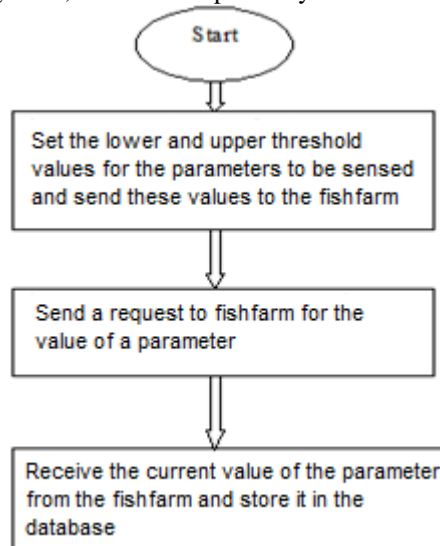 Start
Set the lower and upper threshold
values for the parameters to be sensed
and send these values to the fishfarm
Send a request to fishfarm for the
value of a parameter
Receive the current value of the parameter
from the fishfarm and store it in the
database